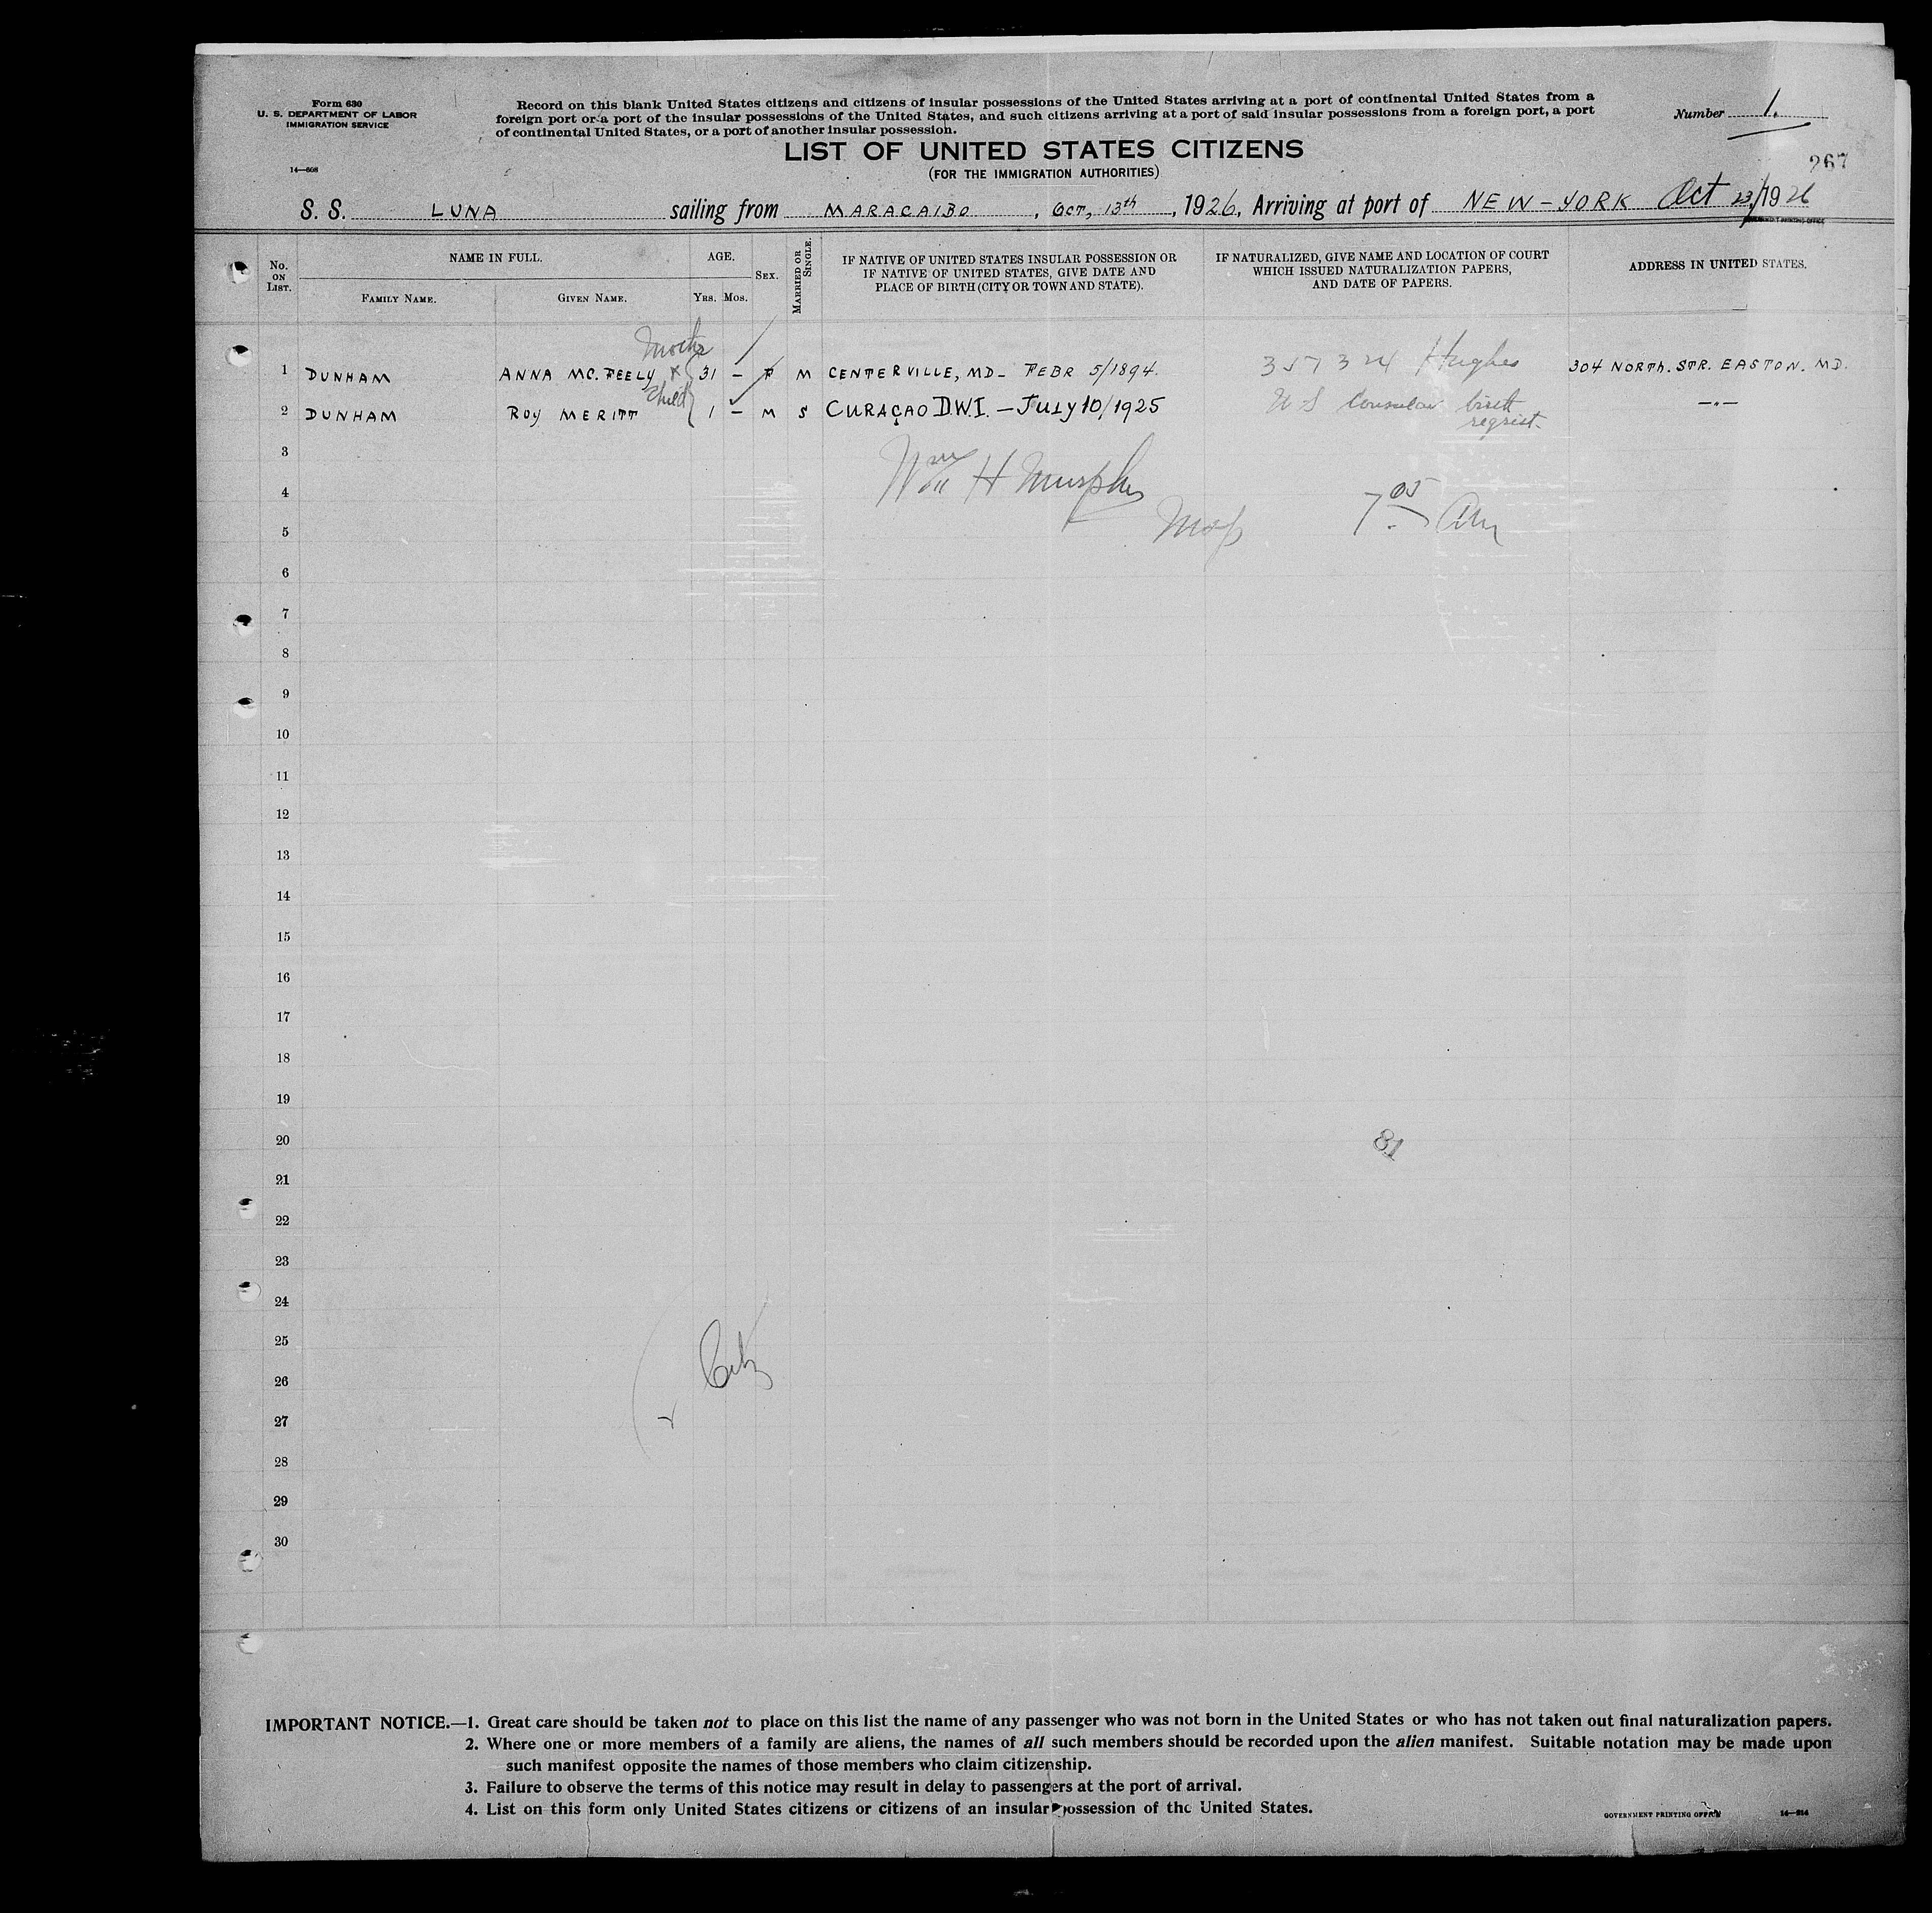 Form 630
U. S. DEPARTMENT OF LABOR
IMMIGRATION SERVICE
14—608
Record on this blank United States citizens and citizens of insular possessions of the United States arriving at a port of continental United States from a
foreign port or a port of the insular possessions of the United States, and such citizens arriving at a port of said insular possessions from a foreign port, a port
of continental United States, or a port of another insular possession.
Number 1.
LIST OF UNITED STATES CITIZENS
(FOR THE IMMIGRATION AUTHORITIES)
267
S. S. LUNA sailing from MARACAIBO, OCT, 13th, 1926, Arriving at port of NEW-YORK Oct 23/1926
No. ON LIST.
NAME IN FULL.
FAMILY NAME.
GIVEN NAME.
AGE.
YRS. MOS.
SEX.
MARRIED OR SINGLE.
IF NATIVE OF UNITED STATES INSULAR POSSESSION OR
IF NATIVE OF UNITED STATES, GIVE DATE AND
PLACE OF BIRTH (CITY OR TOWN AND STATE).
IF NATURALIZED, GIVE NAME AND LOCATION OF COURT
WHICH ISSUED NATURALIZATION PAPERS,
AND DATE OF PAPERS.
ADDRESS IN UNITED STATES.
1 DUNHAM ANNA MC. FEELY x 31 — F M CENTERVILLE, MD — FEBR 5/1894. 357324 Hughes 304 NORTH. STR. EASTON. MD.
child
2 DUNHAM ROY MERITT 1 — M S CURAÇAO D.W.I. — JULY 10/1925 U S Consular birth —"—
regist.
3
Wm H Murphy
4
7.05 Am
5
6
7
8
9
10
11
12
13
14
15
16
17
18
19
20
81
21
22
23
24
25
26
27
28
29
30
IMPORTANT NOTICE.—1. Great care should be taken not to place on this list the name of any passenger who was not born in the United States or who has not taken out final naturalization papers.
2. Where one or more members of a family are aliens, the names of all such members should be recorded upon the alien manifest. Suitable notation may be made upon
such manifest opposite the names of those members who claim citizenship.
3. Failure to observe the terms of this notice may result in delay to passengers at the port of arrival.
4. List on this form only United States citizens or citizens of an insular possession of the United States.
GOVERNMENT PRINTING OFFICE
14—314